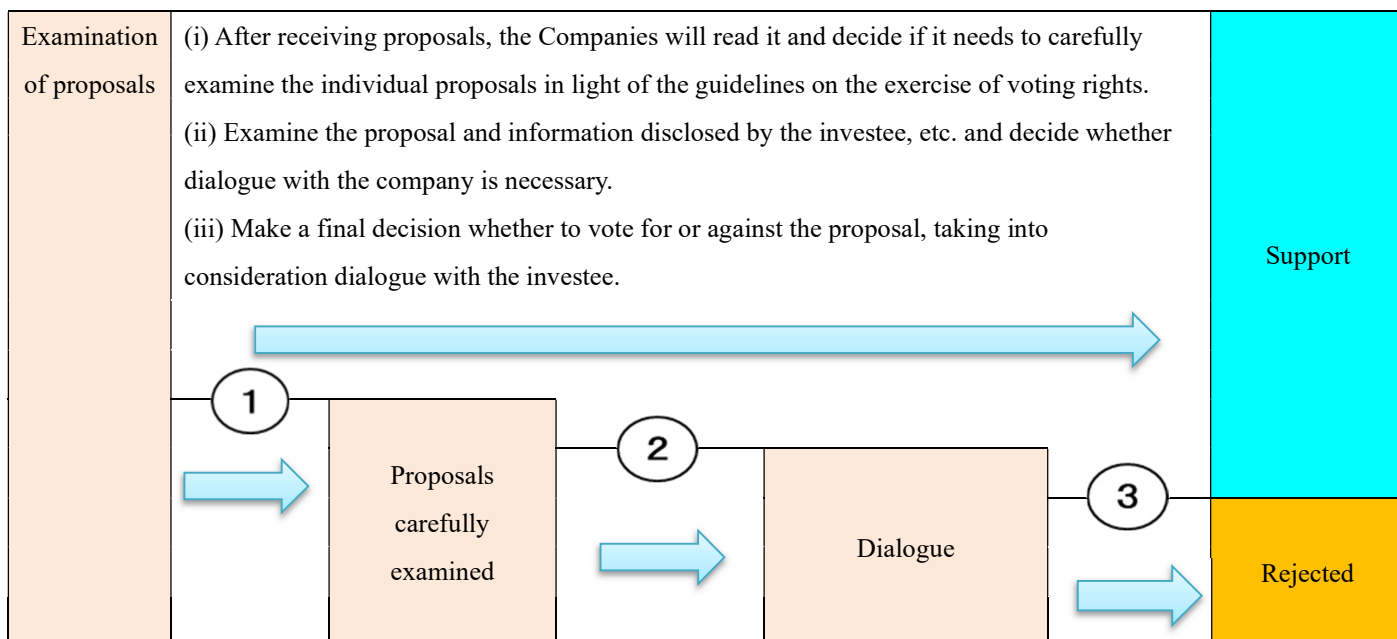 Examination
of proposals
(i) After receiving proposals, the Companies will read it and decide if it needs to carefully
examine the individual proposals in light of the guidelines on the exercise of voting rights.
(ii) Examine the proposal and information disclosed by the investee, etc. and decide whether
dialogue with the company is necessary.
(iii) Make a final decision whether to vote for or against the proposal, taking into
consideration dialogue with the investee.
Support
1
2
3
Proposals
carefully
examined
Dialogue
Rejected